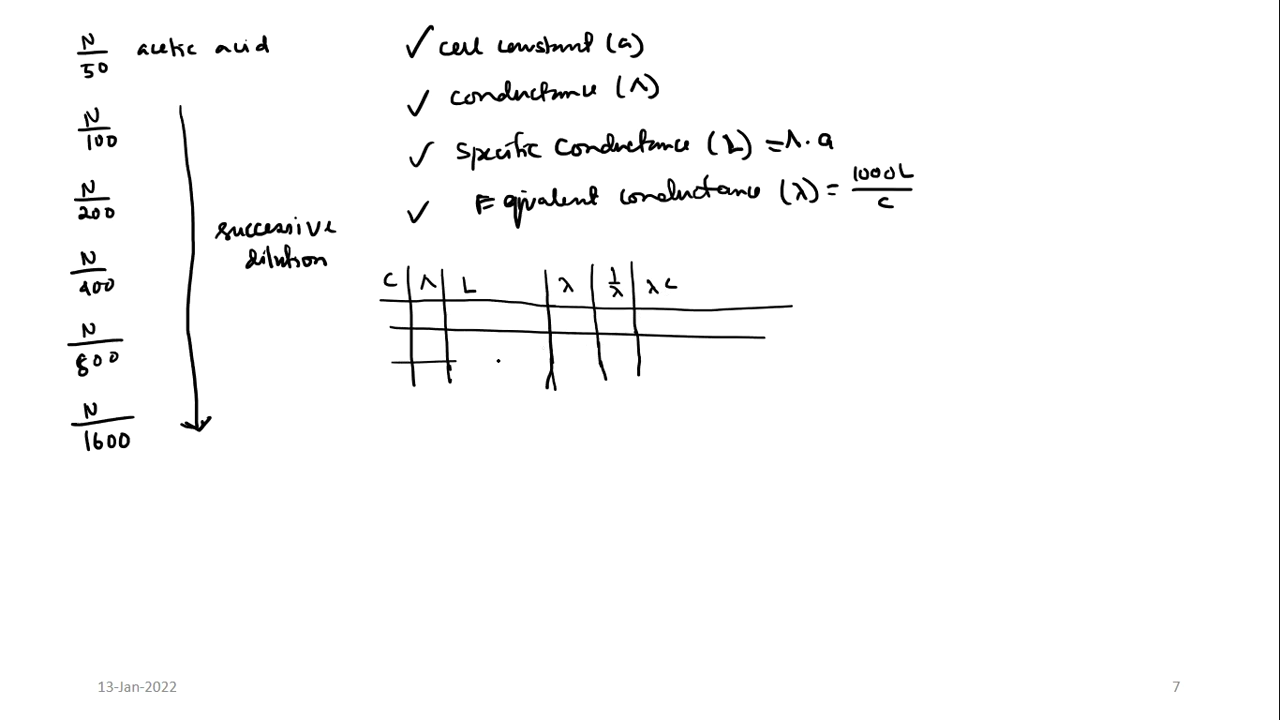 N/50 acetic acid
N/100
N/200
N/400
N/800
N/1600
successive
dilution
✓ cell constant (a)
✓ conductance (Λ)
✓ specific conductance (L) = Λ.a
✓ Equivalent conductance (λ) = 1000L/c
C Λ L λ 1/λ λc
13-Jan-2022
7